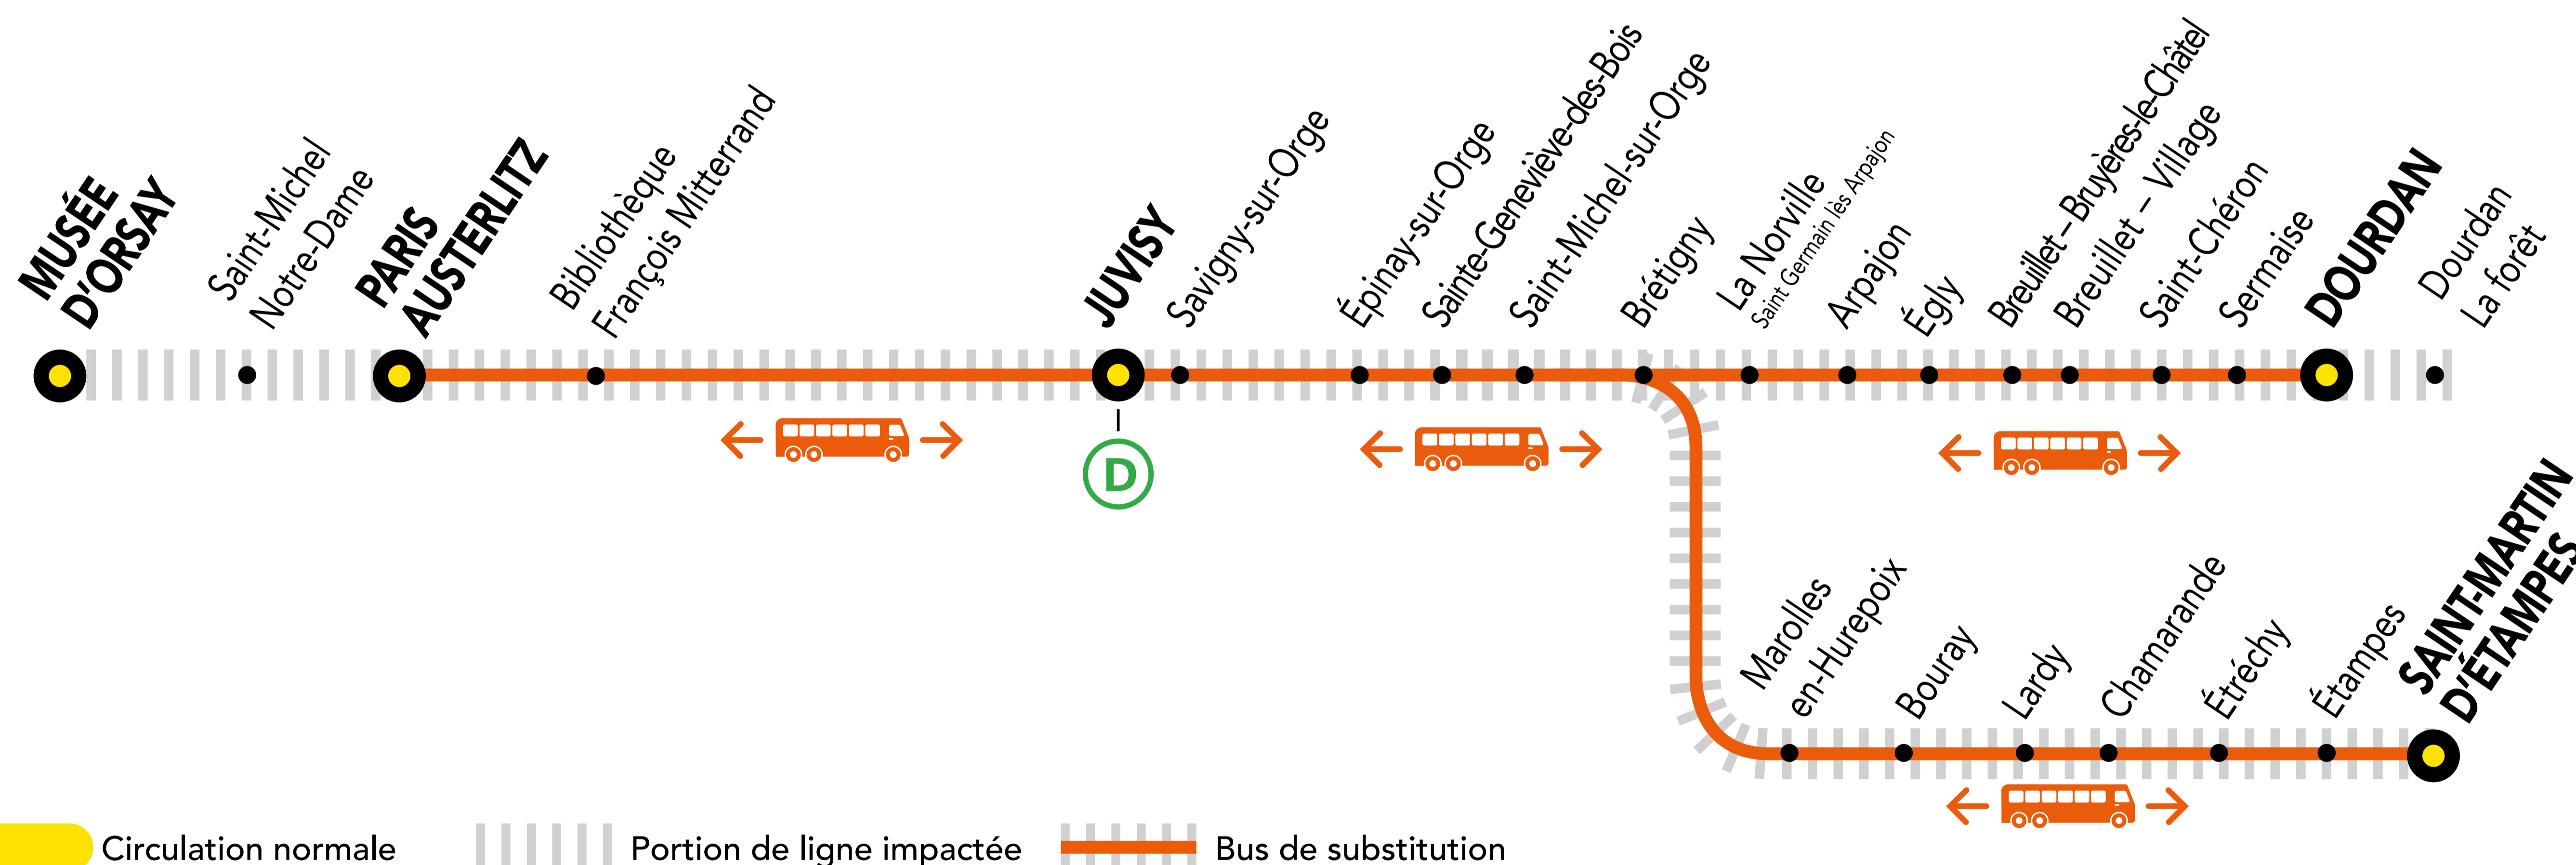 MUSÉE
D'ORSAY
Saint-Michel
Notre-Dame
PARIS
AUSTERLITZ
Bibliothèque
François Mitterrand
JUVISY
Savigny-sur-Orge
Épinay-sur-Orge
Sainte-Geneviève-des-Bois
Saint-Michel-sur-Orge
Brétigny
La Norville
Saint Germain lès Arpajon
Arpajon
Égly
Breuillet – Bruyères-le-Châtel
Breuillet – Village
Saint-Chéron
Sermaise
DOURDAN
Dourdan
La forêt
D
Marolles
en-Hurepoix
Bouray
Lardy
Chamarande
Étréchy
Étampes
SAINT-MARTIN
D'ÉTAMPES
Circulation normale
Portion de ligne impactée
Bus de substitution